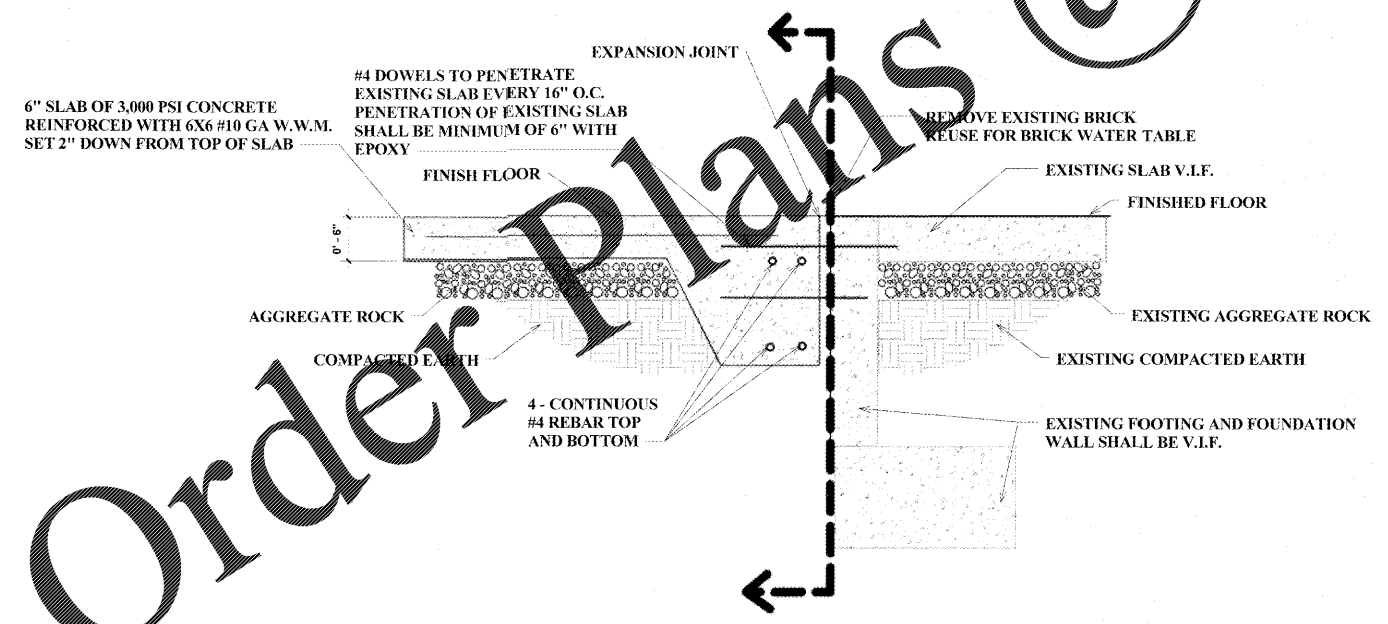 EXPANSION JOINT
#4 DOWELS TO PENETRATE
EXISTING SLAB EVERY 16" O.C.
PENETRATION OF EXISTING SLAB
SHALL BE MINIMUM OF 6" WITH
EPOXY
6" SLAB OF 3,000 PSI CONCRETE
REINFORCED WITH 6X6 #10 GA W.W.M.
SET 2" DOWN FROM TOP OF SLAB
REMOVE EXISTING BRICK
REUSE FOR BRICK WATER TABLE
FINISH FLOOR
EXISTING SLAB V.I.F.
FINISHED FLOOR
0' - 6"
AGGREGATE ROCK
EXISTING AGGREGATE ROCK
COMPACTED EARTH
EXISTING COMPACTED EARTH
4 - CONTINUOUS
#4 REBAR TOP
AND BOTTOM
EXISTING FOOTING AND FOUNDATION
WALL SHALL BE V.I.F.
Order Plans